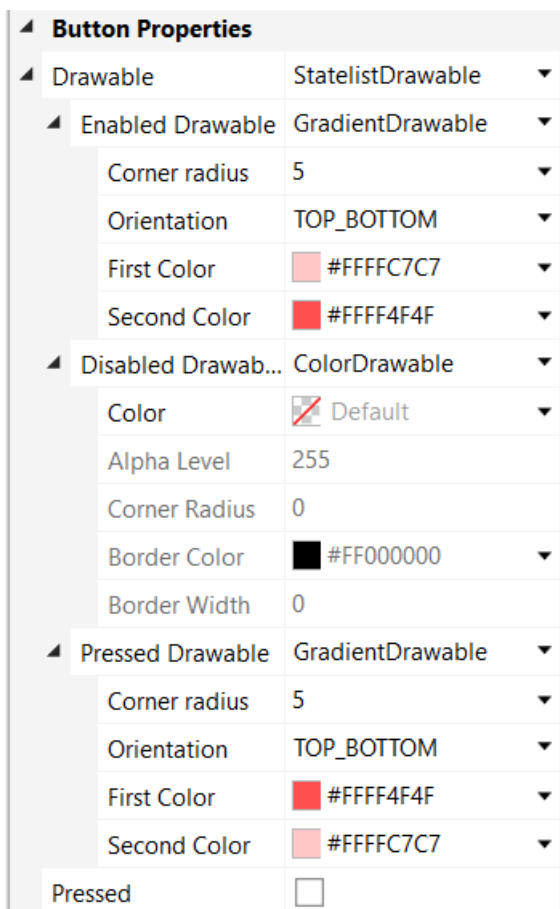 Button Properties
Drawable StatelistDrawable
Enabled Drawable GradientDrawable
Corner radius 5
Orientation TOP_BOTTOM
First Color #FFFFC7C7
Second Color #FFFF4F4F
Disabled Drawab... ColorDrawable
Color Default
Alpha Level 255
Corner Radius 0
Border Color #FF000000
Border Width 0
Pressed Drawable GradientDrawable
Corner radius 5
Orientation TOP_BOTTOM
First Color #FFFF4F4F
Second Color #FFFFC7C7
Pressed